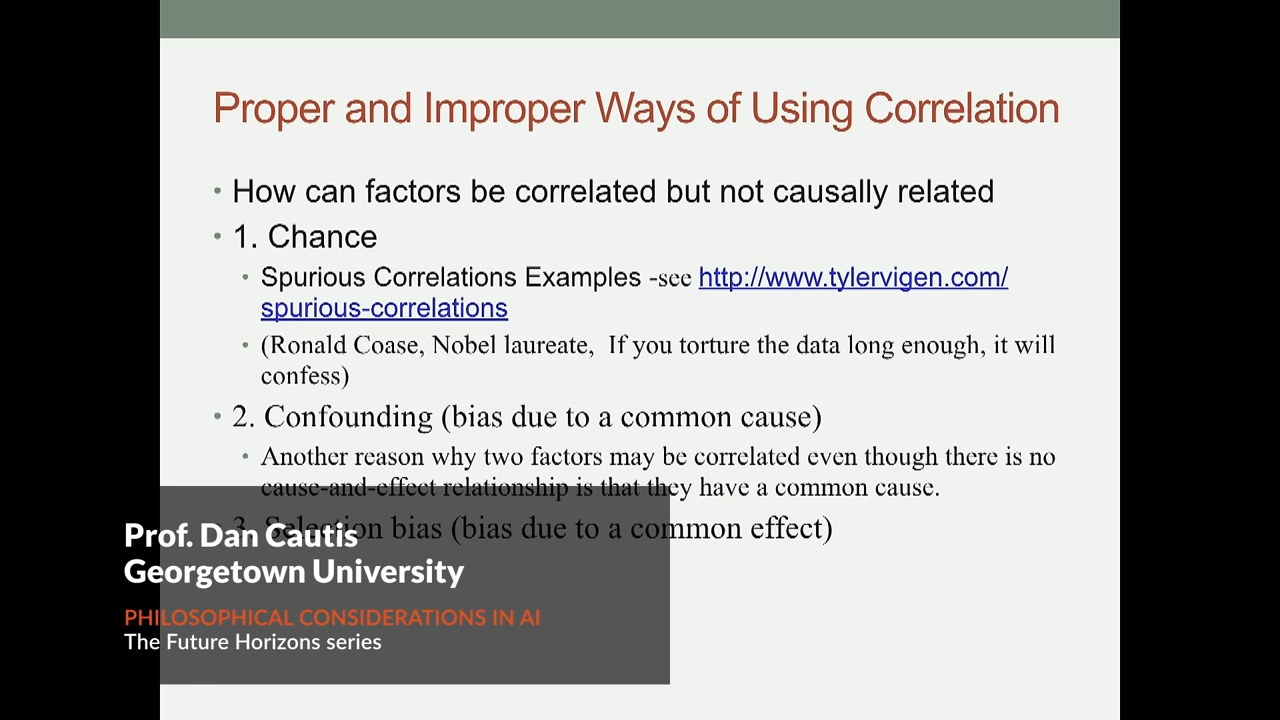 Proper and Improper Ways of Using Correlation
• How can factors be correlated but not causally related
• 1. Chance
• Spurious Correlations Examples -see http://www.tylervigen.com/
spurious-correlations
• (Ronald Coase, Nobel laureate,  If you torture the data long enough, it will
confess)
• 2. Confounding (bias due to a common cause)
• Another reason why two factors may be correlated even though there is no
cause-and-effect relationship is that they have a common cause.
3. Selection bias (bias due to a common effect)
Prof. Dan Cautis
Georgetown University
PHILOSOPHICAL CONSIDERATIONS IN AI
The Future Horizons series